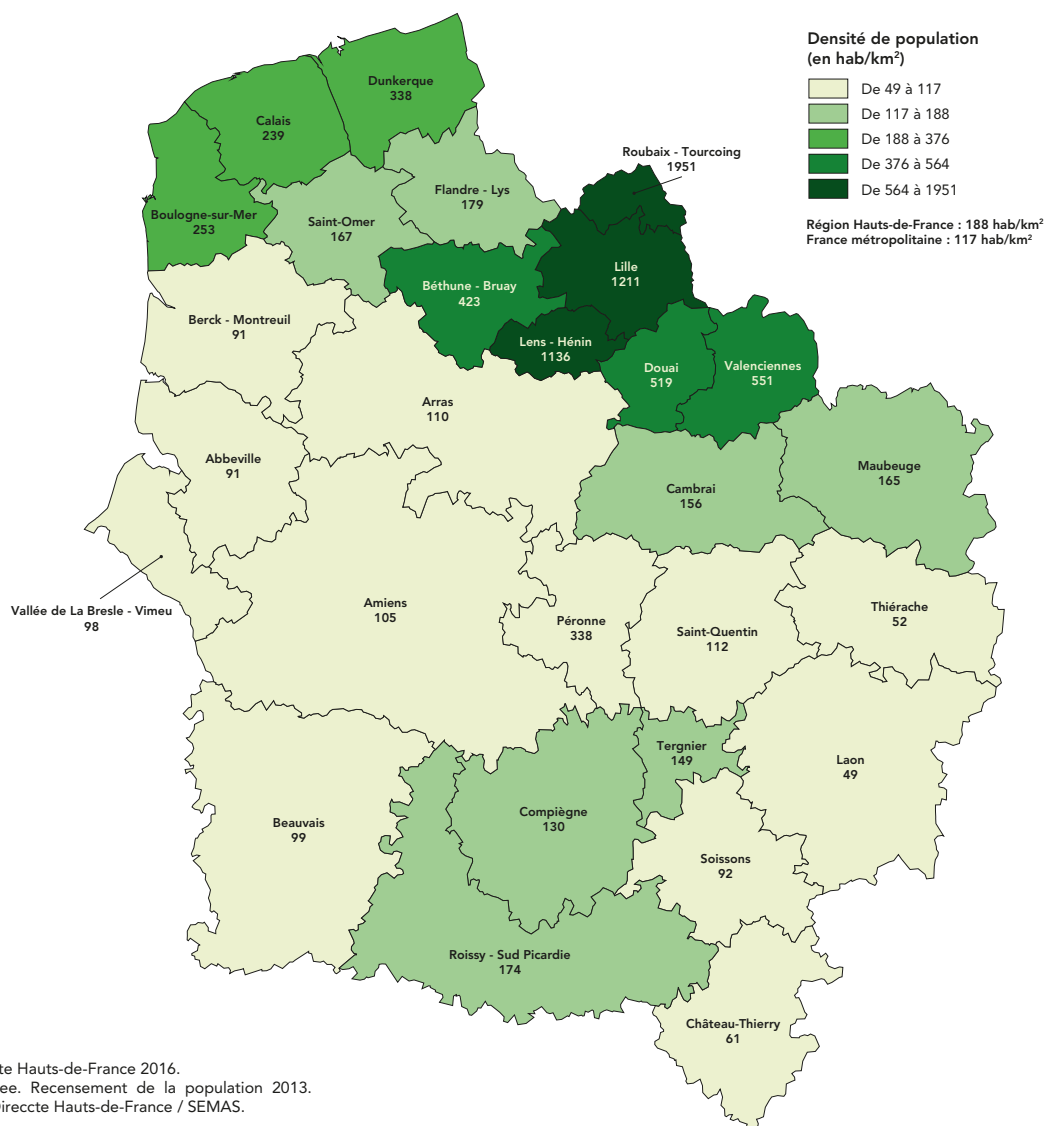 Densité de population
(en hab/km²)
De 49 à 117
De 117 à 188
De 188 à 376
De 376 à 564
De 564 à 1951
Région Hauts-de-France : 188 hab/km²
France métropolitaine : 117 hab/km²
Dunkerque
338
Calais
239
Roubaix - Tourcoing
1951
Flandre - Lys
179
Boulogne-sur-Mer
253
Saint-Omer
167
Lille
1211
Béthune - Bruay
423
Berck - Montreuil
91
Lens - Hénin
1136
Douai
519
Valenciennes
551
Arras
110
Abbeville
91
Maubeuge
165
Cambrai
156
Vallée de La Bresle - Vimeu
98
Amiens
105
Péronne
338
Saint-Quentin
112
Thiérache
52
Tergnier
149
Laon
49
Beauvais
99
Compiègne
130
Soissons
92
Roissy - Sud Picardie
174
Château-Thierry
61
te Hauts-de-France 2016.
ee. Recensement de la population 2013.
Direccte Hauts-de-France / SEMAS.